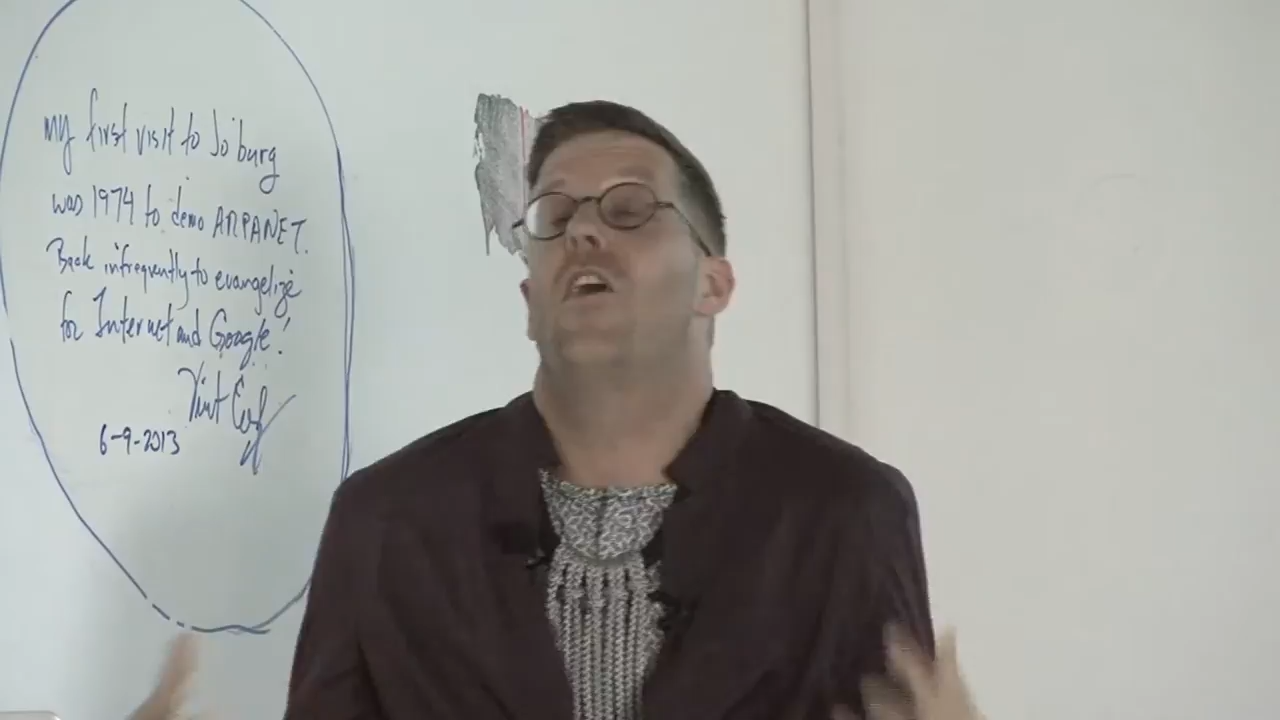 my first visit to Jo'burg
was 1974 to demo ARPANET.
Back infrequently to evangelize
for Internet and Google!
Vint Cerf
6-9-2013